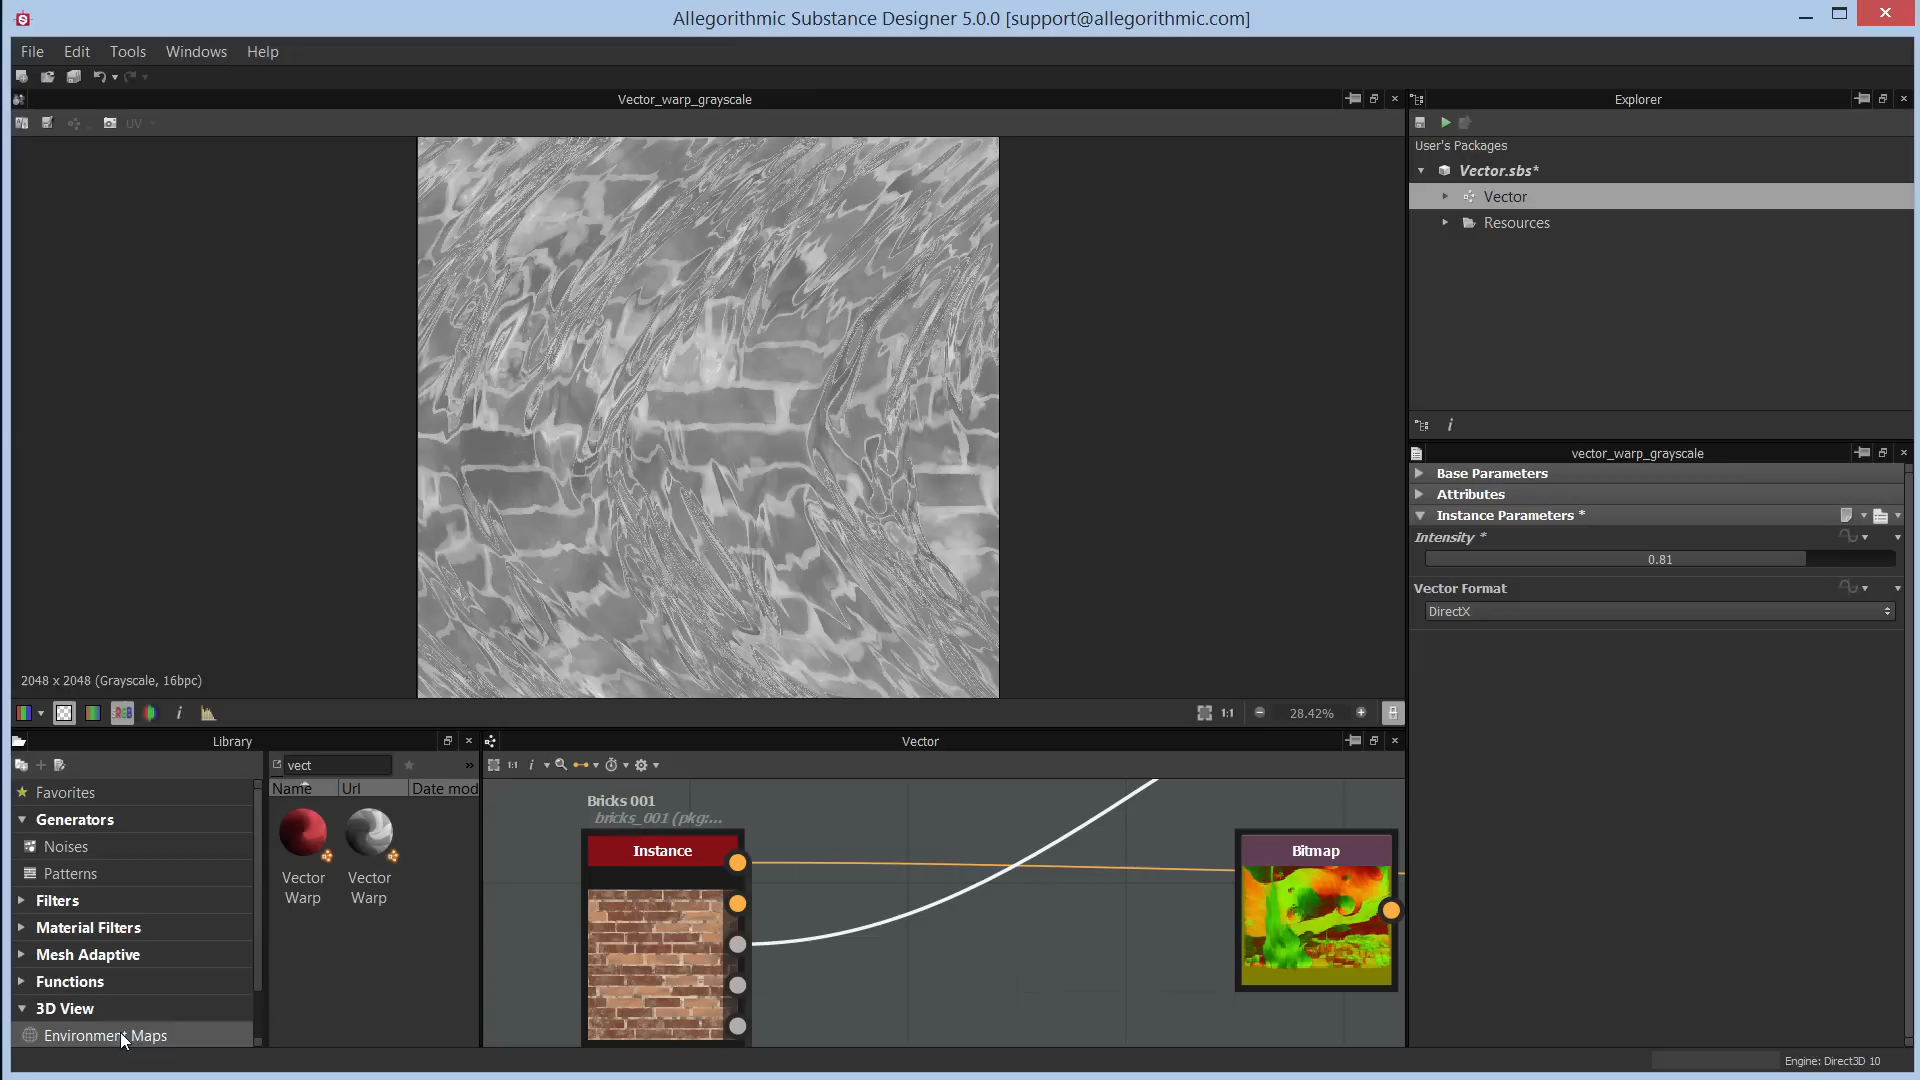 Allegorithmic Substance Designer 5.0.0 [support@allegorithmic.com]
File Edit Tools Windows Help
Vector_warp_grayscale
UV
2048 x 2048 (Grayscale, 16bpc)
1:1
28.42%
Explorer
User's Packages
Vector.sbs*
Vector
Resources
vector_warp_grayscale
Base Parameters
Attributes
Instance Parameters *
Intensity *
0.81
Vector Format
DirectX
Library
vect
Name Url Date mod
Favorites
Generators
Noises
Patterns
Filters
Material Filters
Mesh Adaptive
Functions
3D View
Environment Maps
Vector Warp
Vector Warp
Vector
1:1
Bricks 001
bricks_001 (pkg:...
Instance
Bitmap
Engine: Direct3D 10